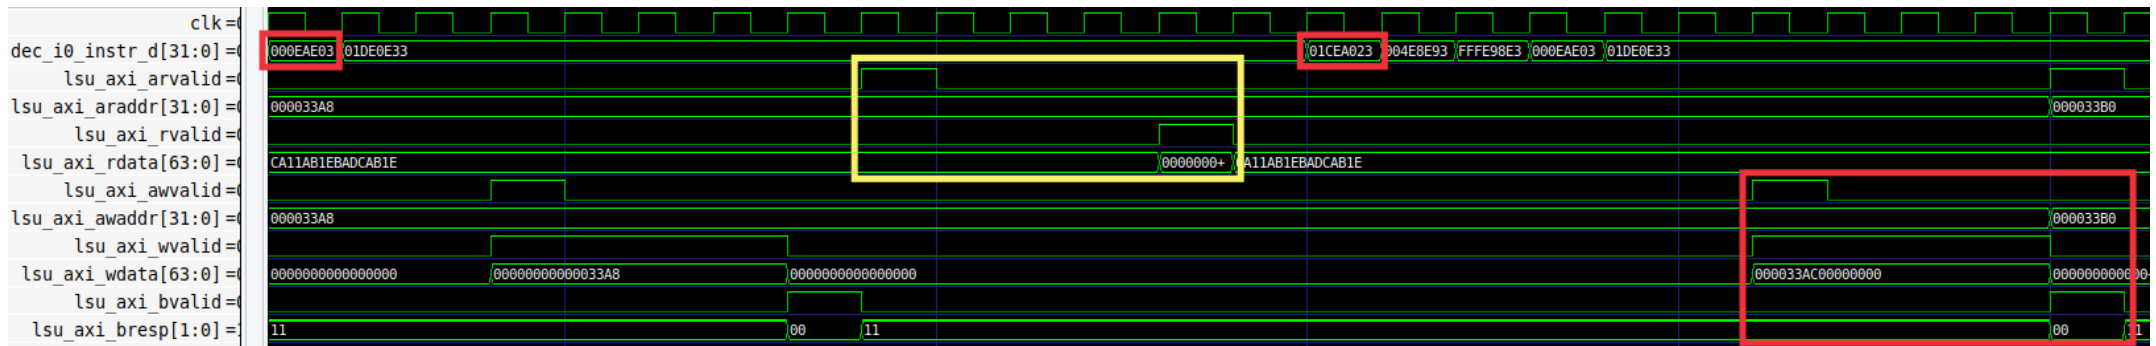 clk=0
dec_i0_instr_d[31:0]=0 000EAE03 01DE0E33 01CEA023 004E8E93 FFFE98E3 000EAE03 01DE0E33
lsu_axi_arvalid=0
lsu_axi_araddr[31:0]=0 000033A8 000033B0
lsu_axi_rvalid=0
lsu_axi_rdata[63:0]=0 CA11AB1EBADCAB1E 0000000+ A11AB1EBADCAB1E
lsu_axi_awvalid=0
lsu_axi_awaddr[31:0]=0 000033A8 000033B0
lsu_axi_wvalid=0
lsu_axi_wdata[63:0]=0 0000000000000000 00000000000033A8 0000000000000000 000033AC00000000 000000000000+
lsu_axi_bvalid=0
lsu_axi_bresp[1:0]= 11 00 11 00 11